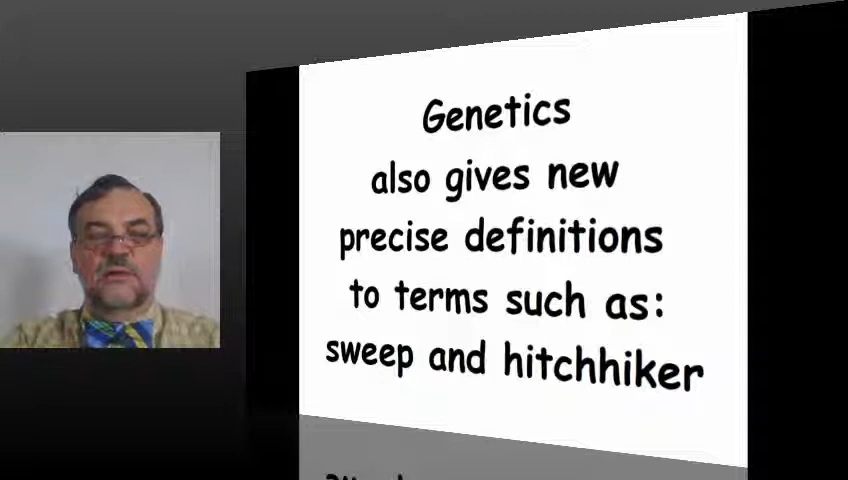 Genetics
also gives new
precise definitions
to terms such as:
sweep and hitchhiker